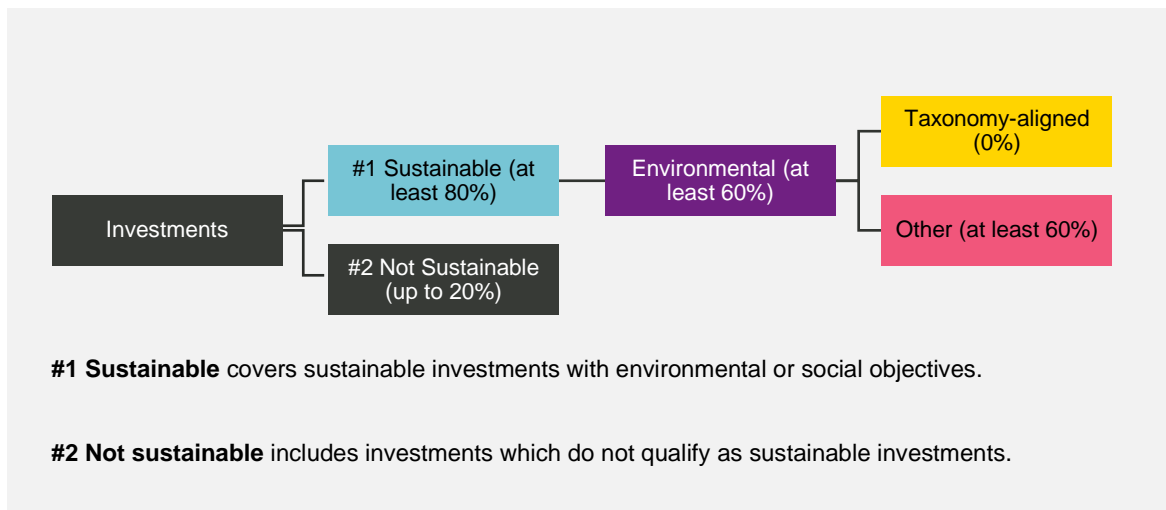 Taxonomy-aligned
(0%)
#1 Sustainable (at
least 80%)
Environmental (at
least 60%)
Investments
Other (at least 60%)
#2 Not Sustainable
(up to 20%)
#1 Sustainable covers sustainable investments with environmental or social objectives.
#2 Not sustainable includes investments which do not qualify as sustainable investments.